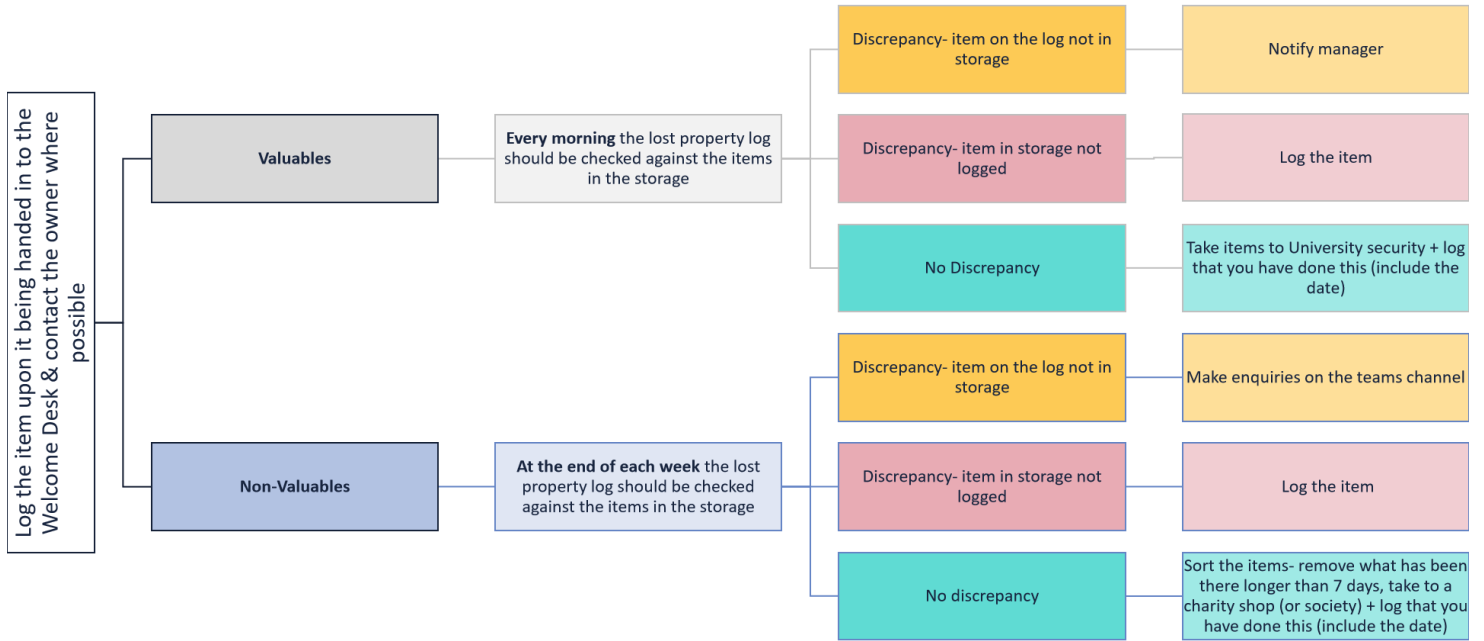 Log the item upon it being handed in to the
Welcome Desk & contact the owner where
possible
Valuables
Every morning the lost property log
should be checked against the items
in the storage
Discrepancy- item on the log not in
storage
Notify manager
Discrepancy- item in storage not
logged
Log the item
No Discrepancy
Take items to University security + log
that you have done this (include the
date)
Non-Valuables
At the end of each week the lost
property log should be checked
against the items in the storage
Discrepancy- item on the log not in
storage
Make enquiries on the teams channel
Discrepancy- item in storage not
logged
Log the item
No discrepancy
Sort the items- remove what has been
there longer than 7 days, take to a
charity shop (or society) + log that you
have done this (include the date)